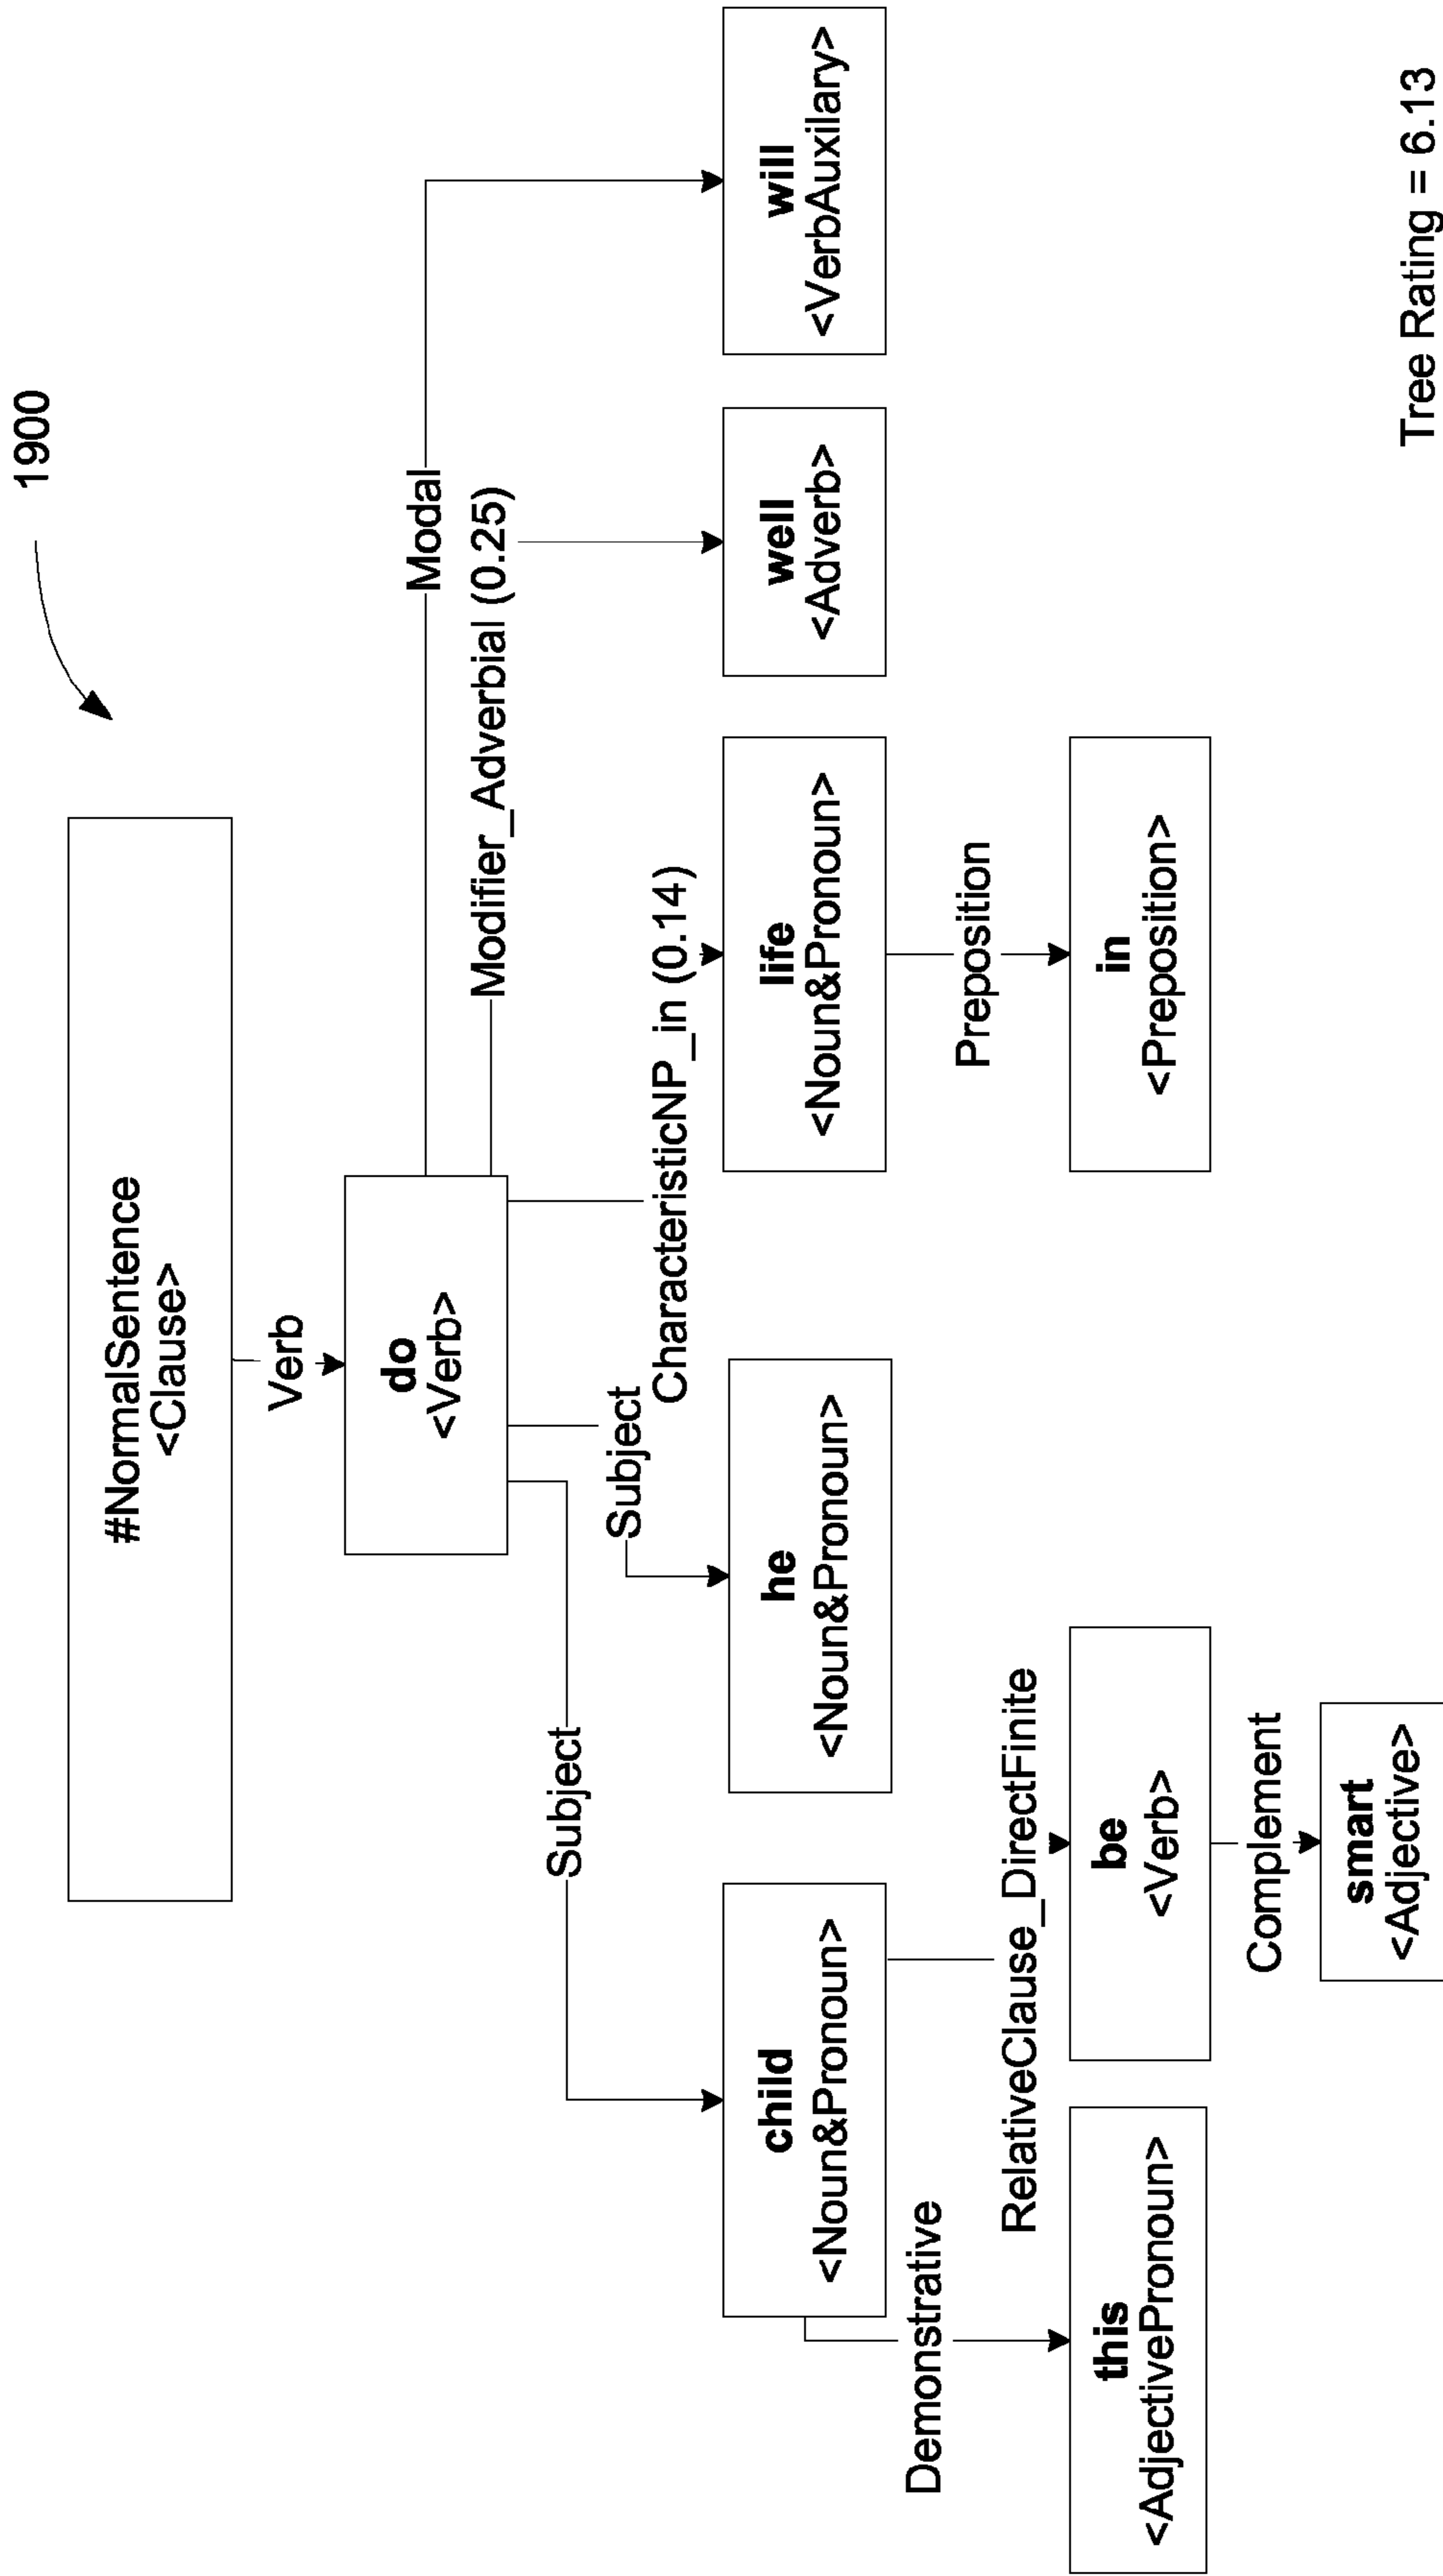 1900
#NormalSentence
<Clause>
Verb
do
<Verb>
Modal
Modifier_Adverbial (0.25)
Subject
Subject
CharacteristicNP_in (0.14)
child
<Noun&Pronoun>
he
<Noun&Pronoun>
life
<Noun&Pronoun>
well
<Adverb>
will
<VerbAuxilary>
Demonstrative
RelativeClause_DirectFinite
Preposition
this
<AdjectivePronoun>
be
<Verb>
in
<Preposition>
Complement
smart
<Adjective>
Tree Rating = 6.13